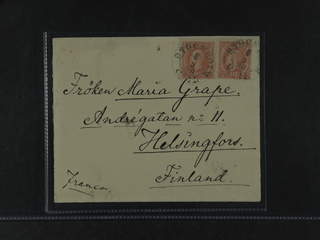 Fröken Maria Grape.
Andrégatan n: 11.
Helsingfors.
Finland.
Franco.